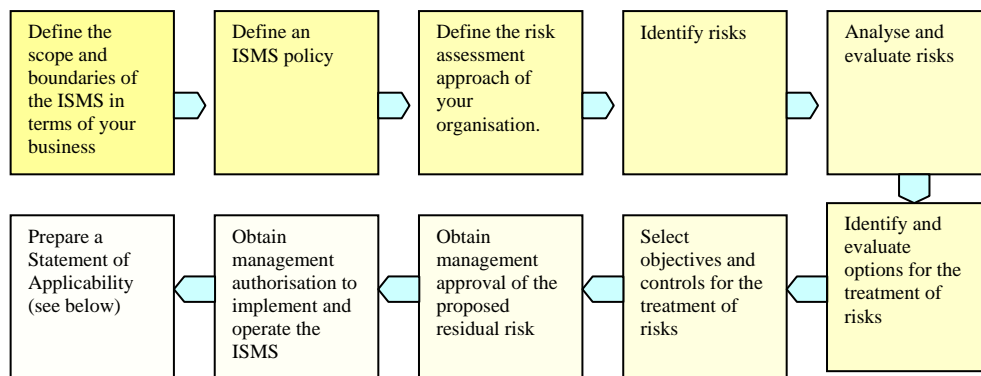 Define the
scope and
boundaries of
the ISMS in
terms of your
business
Define an
ISMS policy
Define the risk
assessment
approach of
your
organisation.
Identify risks
Analyse and
evaluate risks
Identify and
evaluate
options for the
treatment of
risks
Select
objectives and
controls for the
treatment of
risks
Obtain
management
approval of the
proposed
residual risk
Obtain
management
authorisation to
implement and
operate the
ISMS
Prepare a
Statement of
Applicability
(see below)